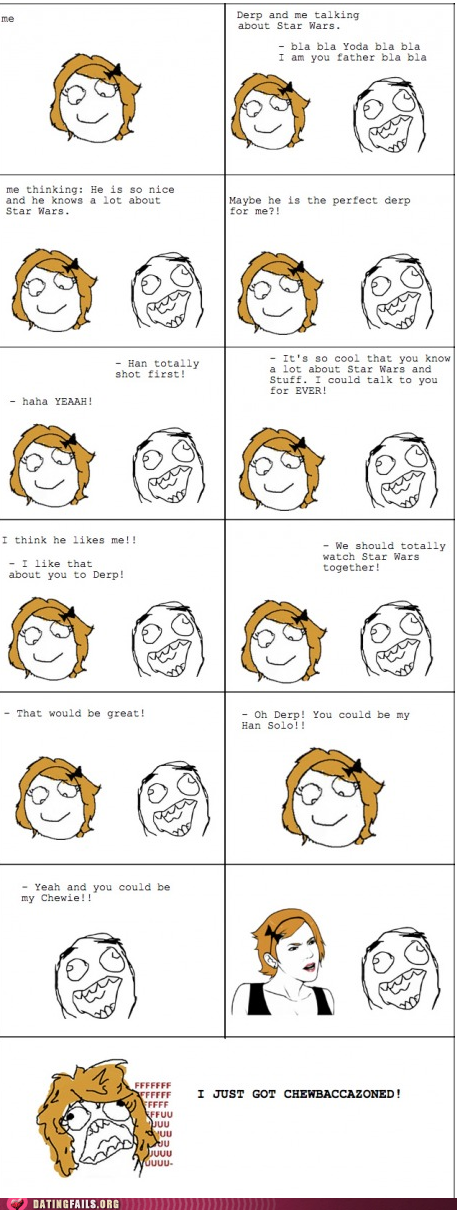 me
Derp and me talking
about Star Wars.
- bla bla Yoda bla bla
I am you father bla bla
me thinking: He is so nice
and he knows a lot about
Star Wars.
Maybe he is the perfect derp
for me?!
- Han totally
shot first!
- haha YEAAH!
- It's so cool that you know
a lot about Star Wars and
Stuff. I could talk to you
for EVER!
I think he likes me!!
- I like that
about you to Derp!
- We should totally
watch Star Wars
together!
- That would be great!
- Oh Derp! You could be my
Han Solo!!
- Yeah and you could be
my Chewie!!
FFFFFFF
FFFFFF
FFFFF
FFFUU
UUU
UUU
UU
UUUU
UUUU-
I JUST GOT CHEWBACCAZONED!
DATINGFAILS.ORG